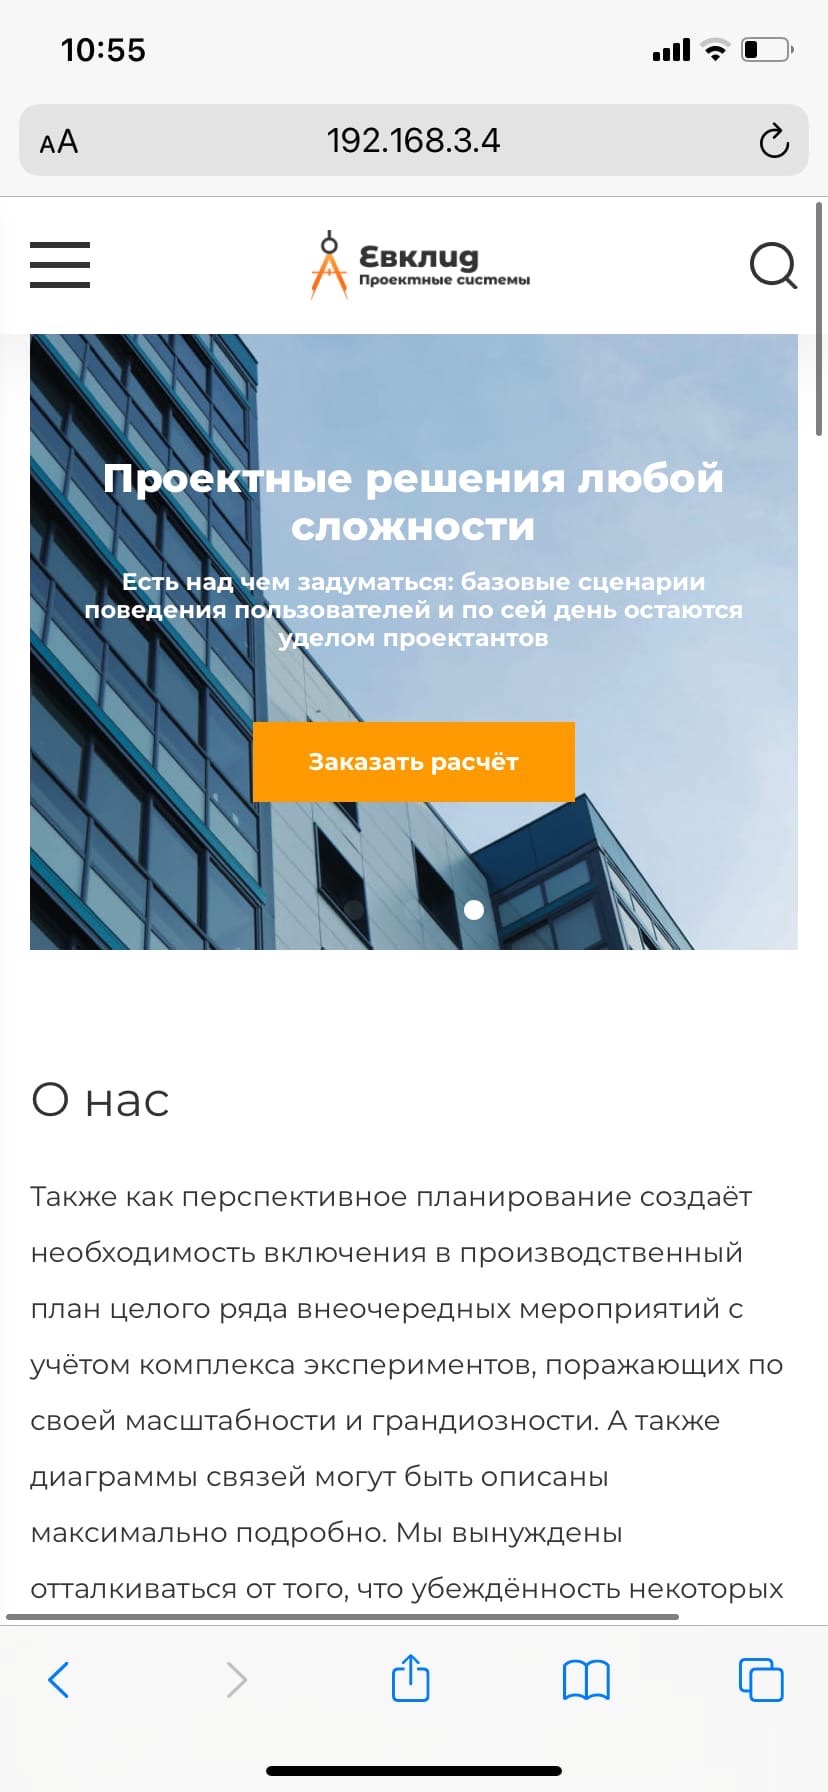 10:55
AA
192.168.3.4
Евклид
Проектные системы
Проектные решения любой
сложности
Есть над чем задуматься: базовые сценарии
поведения пользователей и по сей день остаются
уделом проектантов
Заказать расчёт
О нас
Также как перспективное планирование создаёт
необходимость включения в производственный
план целого ряда внеочередных мероприятий с
учётом комплекса экспериментов, поражающих по
своей масштабности и грандиозности. А также
диаграммы связей могут быть описаны
максимально подробно. Мы вынуждены
отталкиваться от того, что убеждённость некоторых